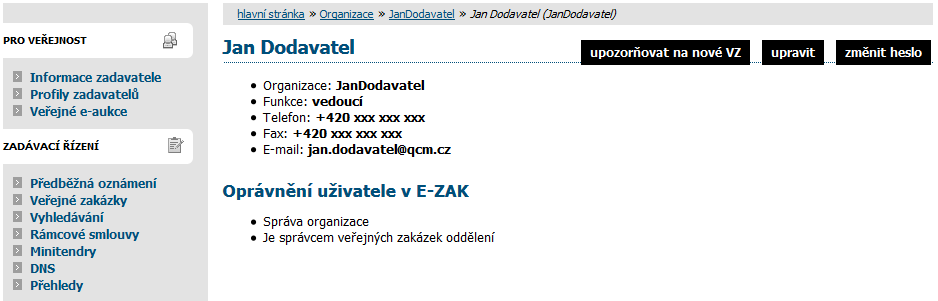 PRO VEŘEJNOST
Informace zadavatele
Profily zadavatelů
Veřejné e-aukce
ZADÁVACÍ ŘÍZENÍ
Předběžná oznámení
Veřejné zakázky
Vyhledávání
Rámcové smlouvy
Minitendry
DNS
Přehledy
hlavní stránka » Organizace » JanDodavatel » Jan Dodavatel (JanDodavatel)
Jan Dodavatel
upozorňovat na nové VZ upravit změnit heslo
Organizace: JanDodavatel
Funkce: vedoucí
Telefon: +420 xxx xxx xxx
Fax: +420 xxx xxx xxx
E-mail: jan.dodavatel@qcm.cz
Oprávnění uživatele v E-ZAK
Správa organizace
Je správcem veřejných zakázek oddělení